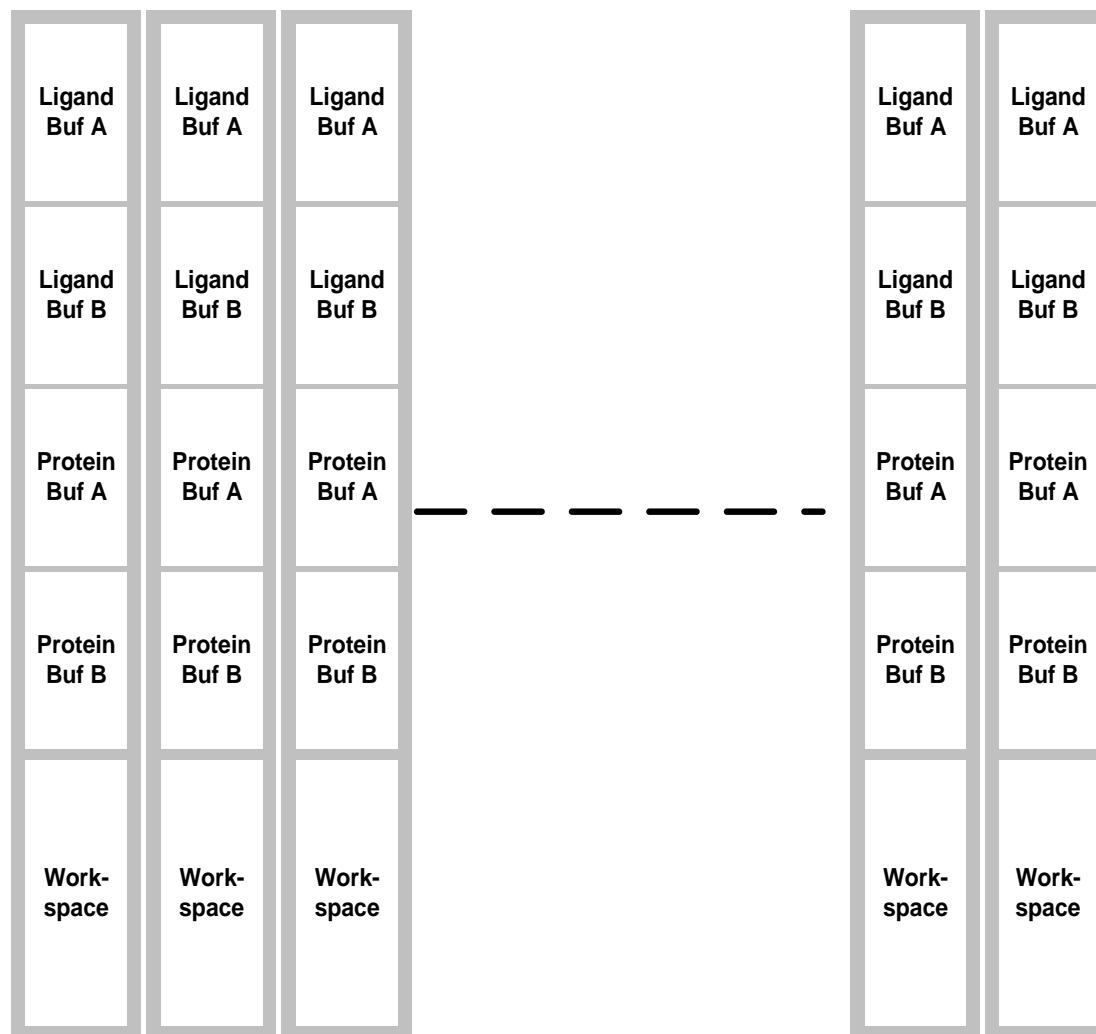 Ligand Ligand Ligand Ligand Ligand
Buf A Buf A Buf A Buf A Buf A
Ligand Ligand Ligand Ligand Ligand
Buf B Buf B Buf B Buf B Buf B
Protein Protein Protein Protein Protein
Buf A Buf A Buf A Buf A Buf A
Protein Protein Protein Protein Protein
Buf B Buf B Buf B Buf B Buf B
Work- Work- Work- Work- Work-
space space space space space